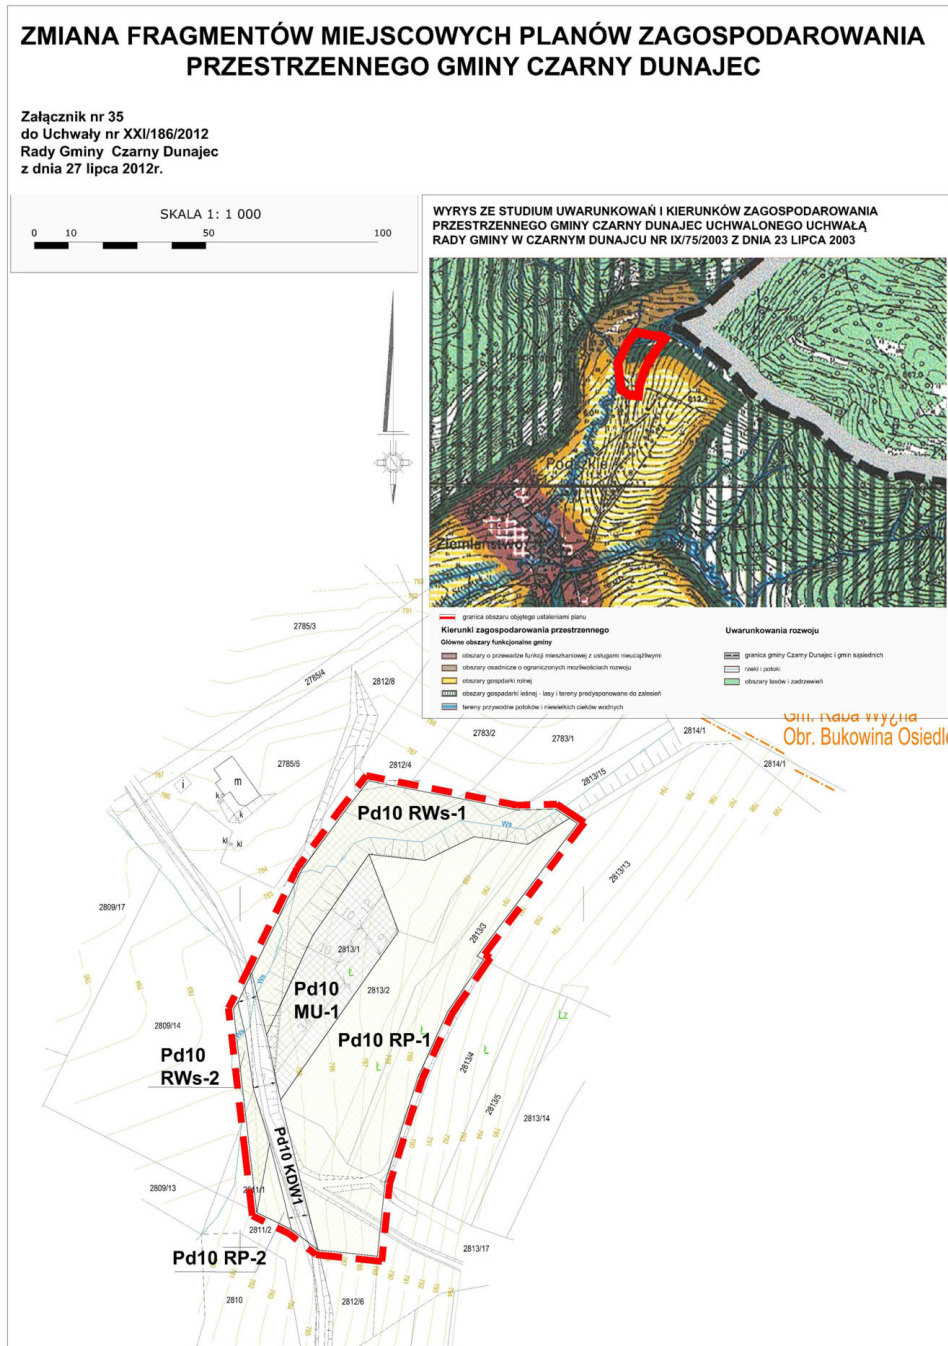 ZMIANA FRAGMENTÓW MIEJSCOWYCH PLANÓW ZAGOSPODAROWANIA
PRZESTRZENNEGO GMINY CZARNY DUNAJEC
Załącznik nr 35
do Uchwały nr XXI/186/2012
Rady Gminy Czarny Dunajec
z dnia 27 lipca 2012r.
SKALA 1: 1 000
0 10 50 100
WYRYS ZE STUDIUM UWARUNKOWAŃ I KIERUNKÓW ZAGOSPODAROWANIA
PRZESTRZENNEGO GMINY CZARNY DUNAJEC UCHWALONEGO UCHWAŁĄ
RADY GMINY W CZARNYM DUNAJCU NR IX/75/2003 Z DNIA 23 LIPCA 2003
granica obszaru objętego ustaleniami planu
Kierunki zagospodarowania przestrzennego
Główne obszary funkcjonalne gminy
obszary o przewadze funkcji mieszkaniowej z usługami nieuciążliwymi
obszary osadnicze o ograniczonych mozliwościach rozwoju
obszary gospdarki rolnej
obszary gospodarki leśnej - lasy i tereny predysponowano do zalesień
tereny przywodne potoków i niewielkich cieków wodnych
Uwarunkowania rozwoju
granica gminy Czarny Dunajec i gmin sąsiednich
rzeki i potoki
obszary lasów i zadrzewień
Gm. Raba Wyżna
Obr. Bukowina Osiedle
2785/3
2785/4
2812/8
2783/2
2783/1
2814/1
2814/1
2785/5
2812/4
2813/15
m
i
k
k
kl
kl
Pd10 RWs-1
Ws
2813/13
2809/17
2813/3
2813/1
Ł
2813/2
Pd10
MU-1
Ws
2809/14
Ws
Pd10 RP-1
Ł
Ł
Ł
Lz
Pd10
RWs-2
2813/4
2813/5
2813/14
Pd10 KDW1
2809/13
2811/1
2811/2
Pd10 RP-2
2813/17
2810
2812/6